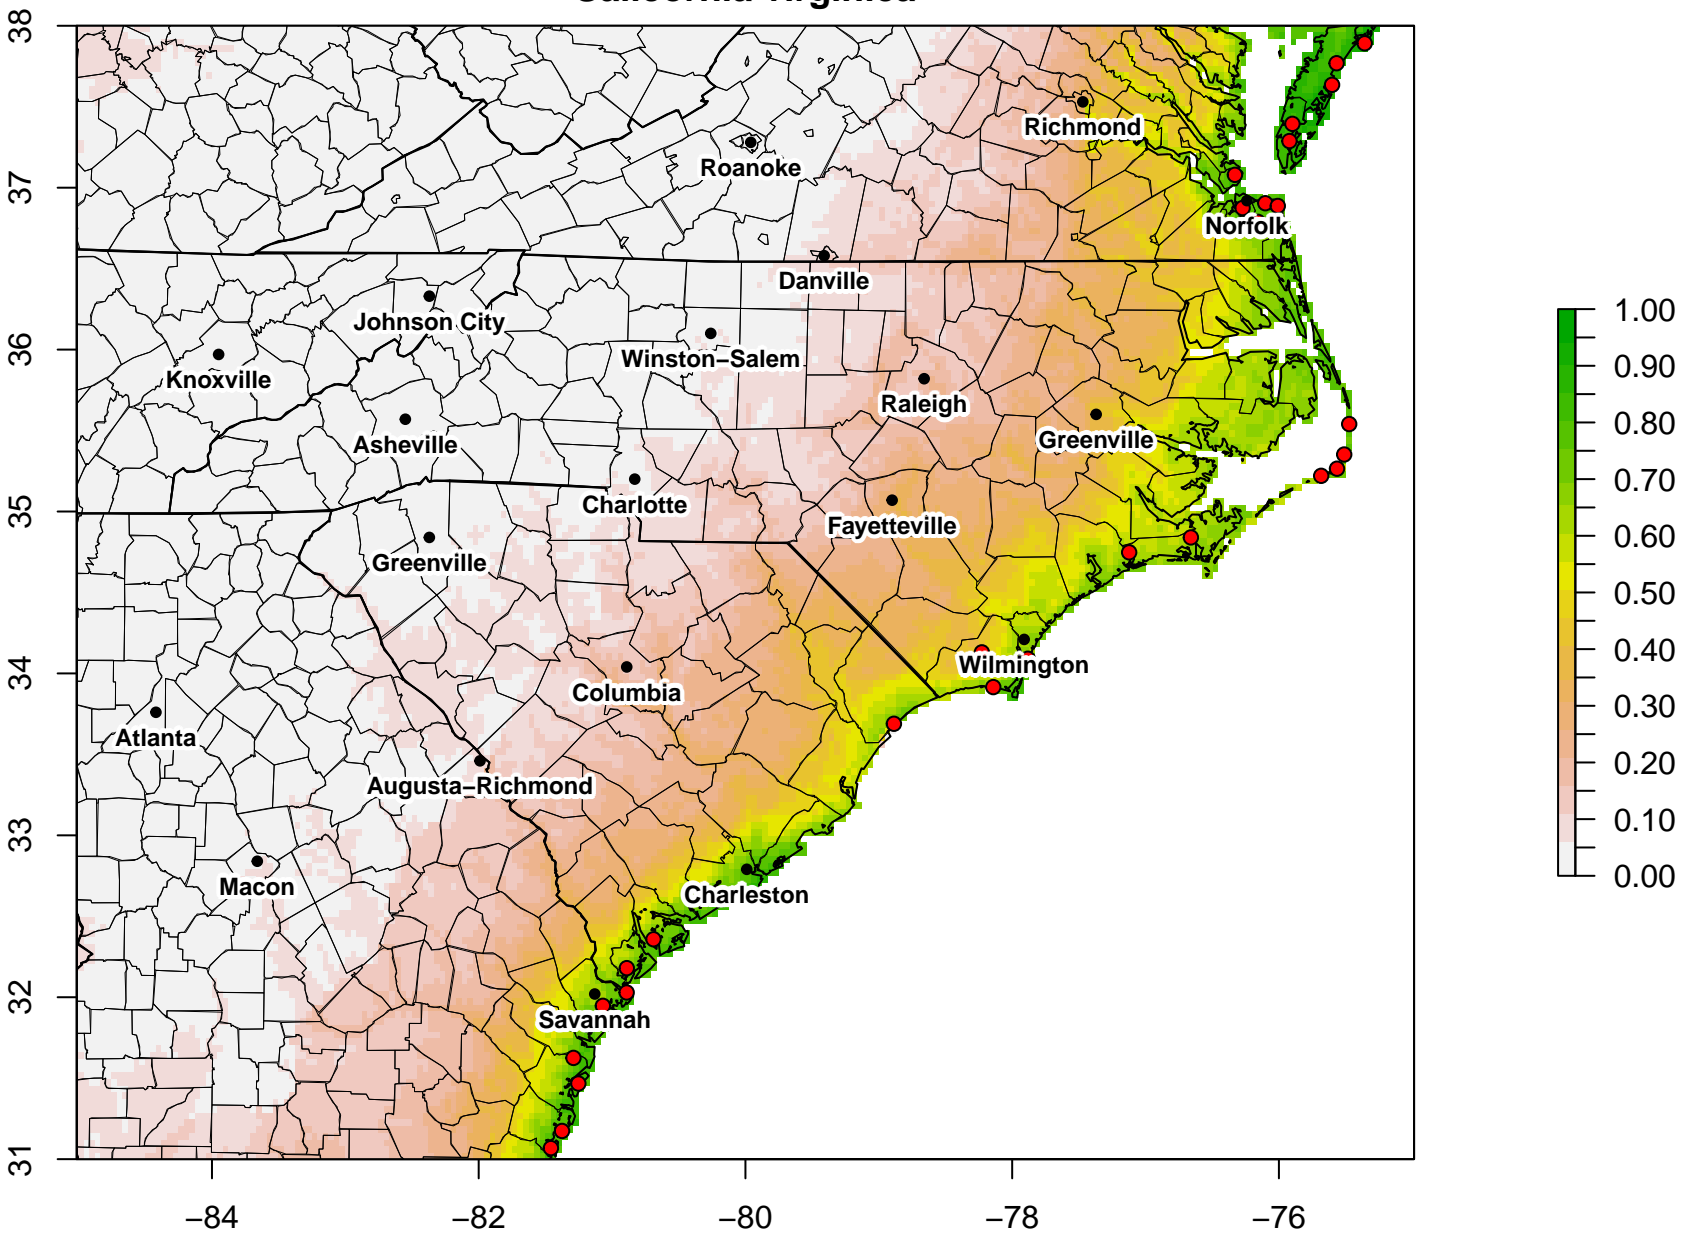 38
37
36
35
34
33
32
31
−84
−82
−80
−78
−76
Richmond
Roanoke
Norfolk
Danville
Johnson City
Winston−Salem
Knoxville
Raleigh
Asheville
Greenville
Charlotte
Fayetteville
Greenville
Wilmington
Columbia
Atlanta
Augusta−Richmond
Macon
Charleston
Savannah
1.00
0.90
0.80
0.70
0.60
0.50
0.40
0.30
0.20
0.10
0.00